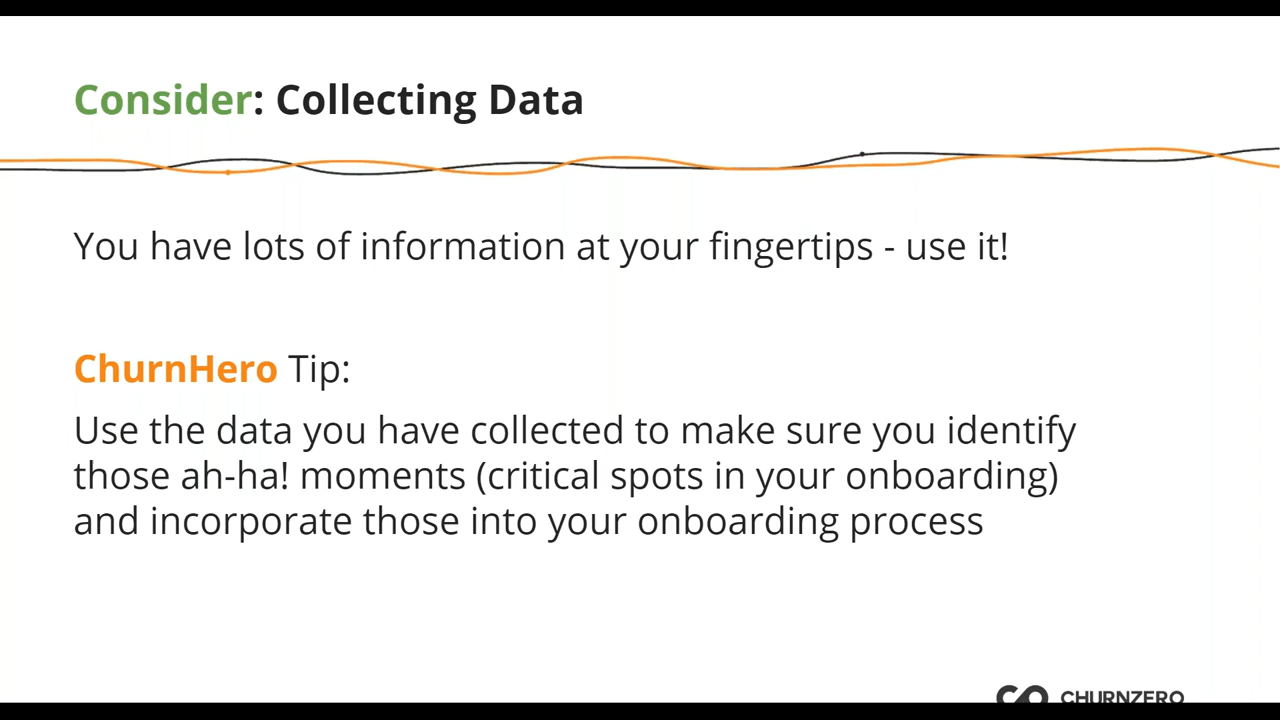 Consider: Collecting Data
You have lots of information at your fingertips - use it!
ChurnHero Tip:
Use the data you have collected to make sure you identify
those ah-ha! moments (critical spots in your onboarding)
and incorporate those into your onboarding process
CHURNZERO